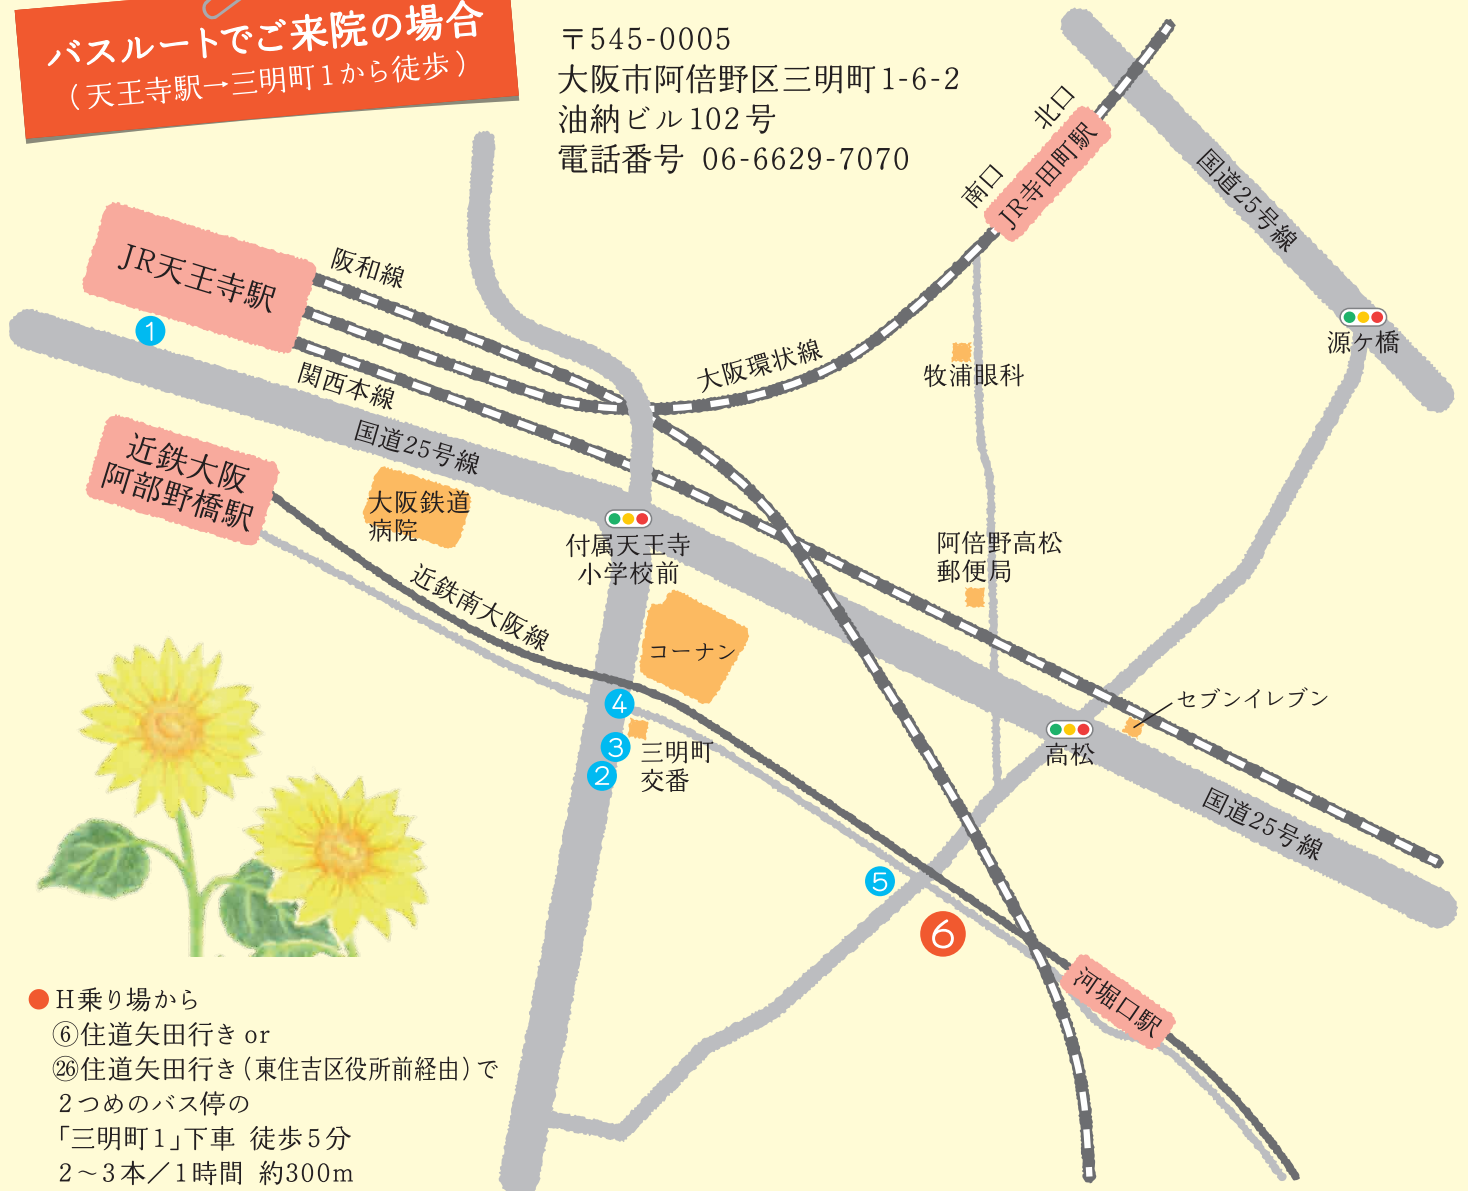 バスルートでご来院の場合
（天王寺駅→三明町1から徒歩）
〒545-0005
大阪市阿倍野区三明町1-6-2
油納ビル102号
電話番号 06-6629-7070
北口
南口
JR寺田町駅
国道25号線
源ケ橋
JR天王寺駅
阪和線
1
関西本線
大阪環状線
国道25号線
牧浦眼科
近鉄大阪
阿部野橋駅
大阪鉄道
病院
付属天王寺
小学校前
阿倍野高松
郵便局
近鉄南大阪線
コーナン
4
3
2
三明町
交番
セブンイレブン
高松
国道25号線
5
6
河堀口駅
●H乗り場から
⑥住道矢田行き or
㉖住道矢田行き（東住吉区役所前経由）で
2つめのバス停の
「三明町1」下車 徒歩5分
2～3本／1時間 約300m